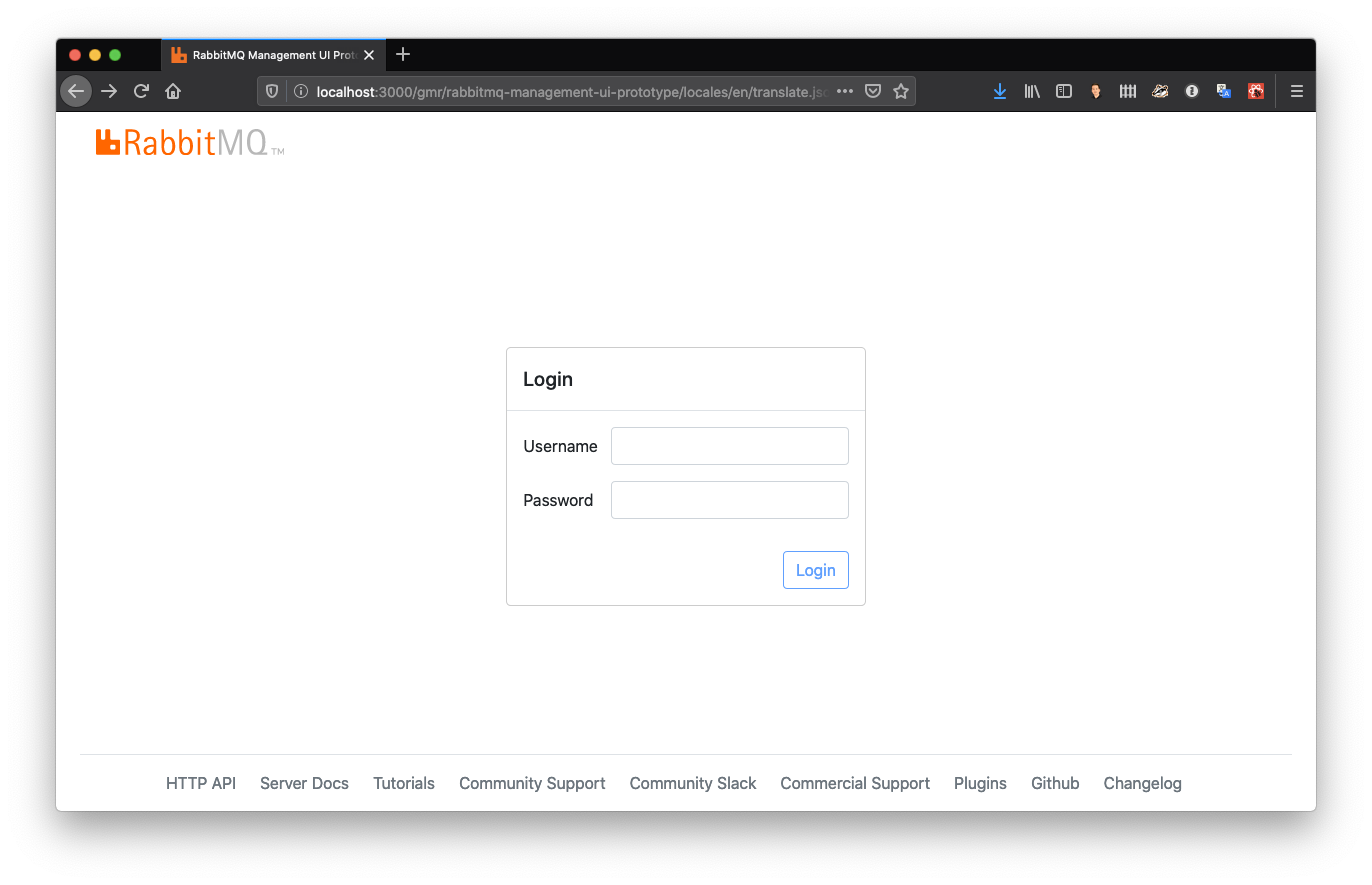 RabbitMQ Management UI Prot
localhost:3000/gmr/rabbitmq-management-ui-prototype/locales/en/translate.jso
RabbitMQ™
Login
Username
Password
Login
HTTP API Server Docs Tutorials Community Support Community Slack Commercial Support Plugins Github Changelog